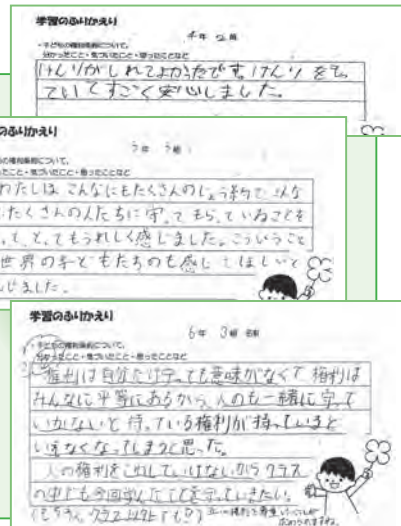 学習のふりかえり
4年 2組
・子どもの権利条約について、
分かったこと・気づいたこと・思ったことなど
けんりがしれてよかったです。けんり をも
ていてすごく安心しました。
のふりかえり
5年 3組
もの権利条約について、
ったこと・気づいたこと・思ったことなど
わたしは こんなにもたくさんのじょう約で みな
たくさんの人たちに守ってもらっていることを
とてもうれしく感じました。こういうこと
世界の子どもたちのも感じてほしいと
じました。
学習のふりかえり
6年 3組 名前
・子どもの権利条約について、
分かったこと・気づいたこと・思ったことなど
権利は自分だけ守っても意味がなくて 権利は
みんなに平等にあるから、人のも一緒に守って
いかないと 持っている権利が持っていると
いえなくなってしまうと思った。
人の権利をこわしてはいけないから クラス
の中でも今回学んだことを守っていきたい。
(もちろん クラス以外でも?)